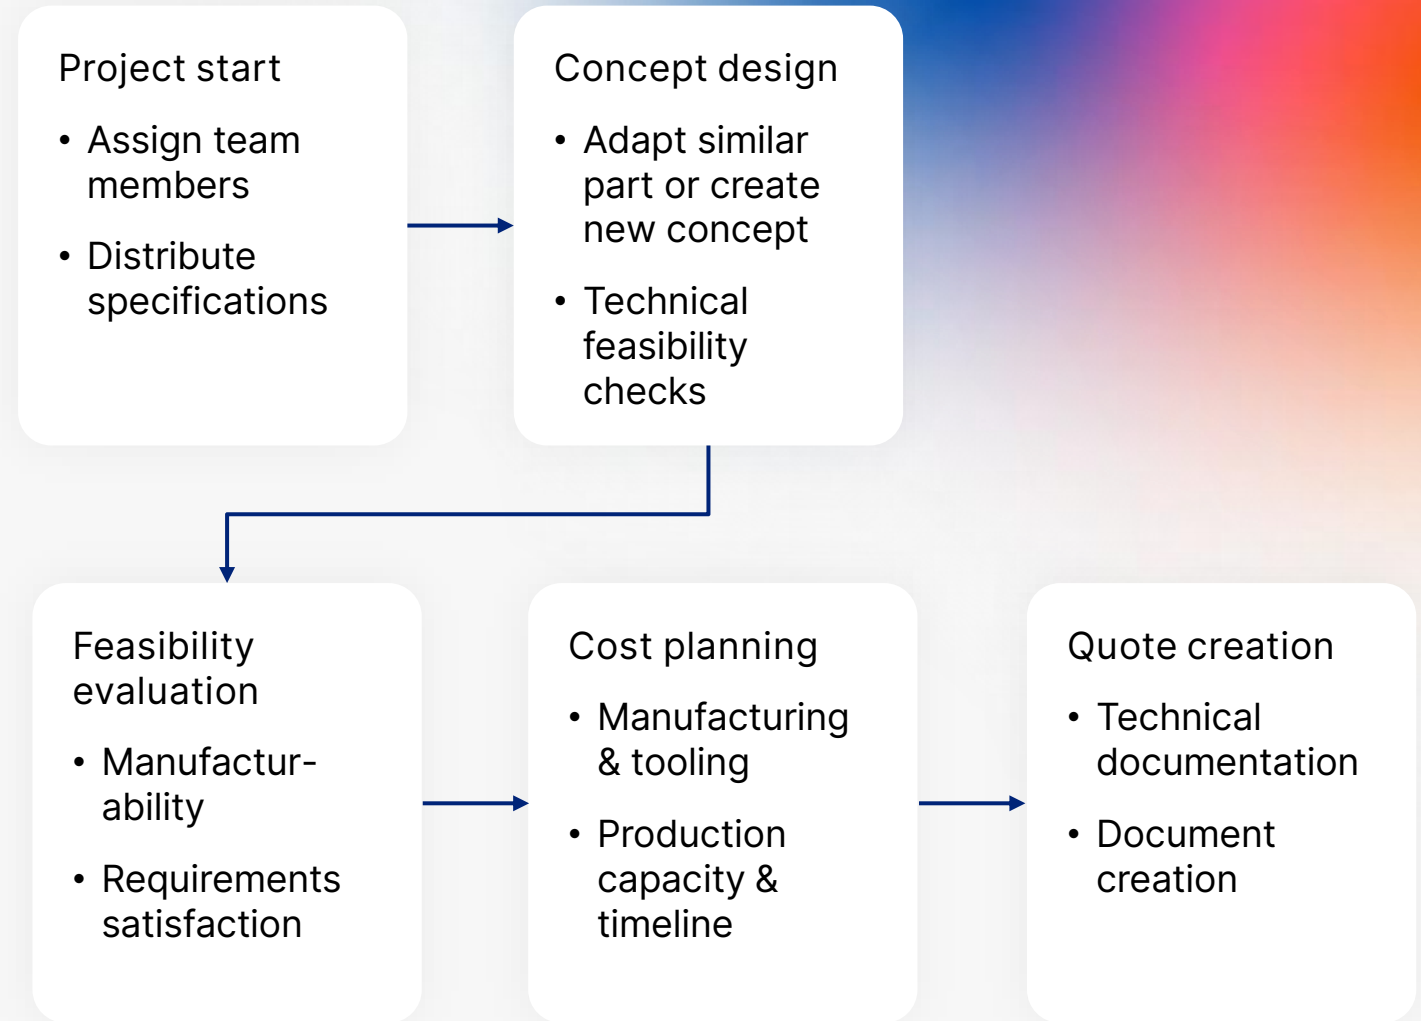 Project start
• Assign team
members
• Distribute
specifications
Concept design
• Adapt similar
part or create
new concept
• Technical
feasibility
checks
Feasibility
evaluation
• Manufactur-
ability
• Requirements
satisfaction
Cost planning
• Manufacturing
& tooling
• Production
capacity &
timeline
Quote creation
• Technical
documentation
• Document
creation